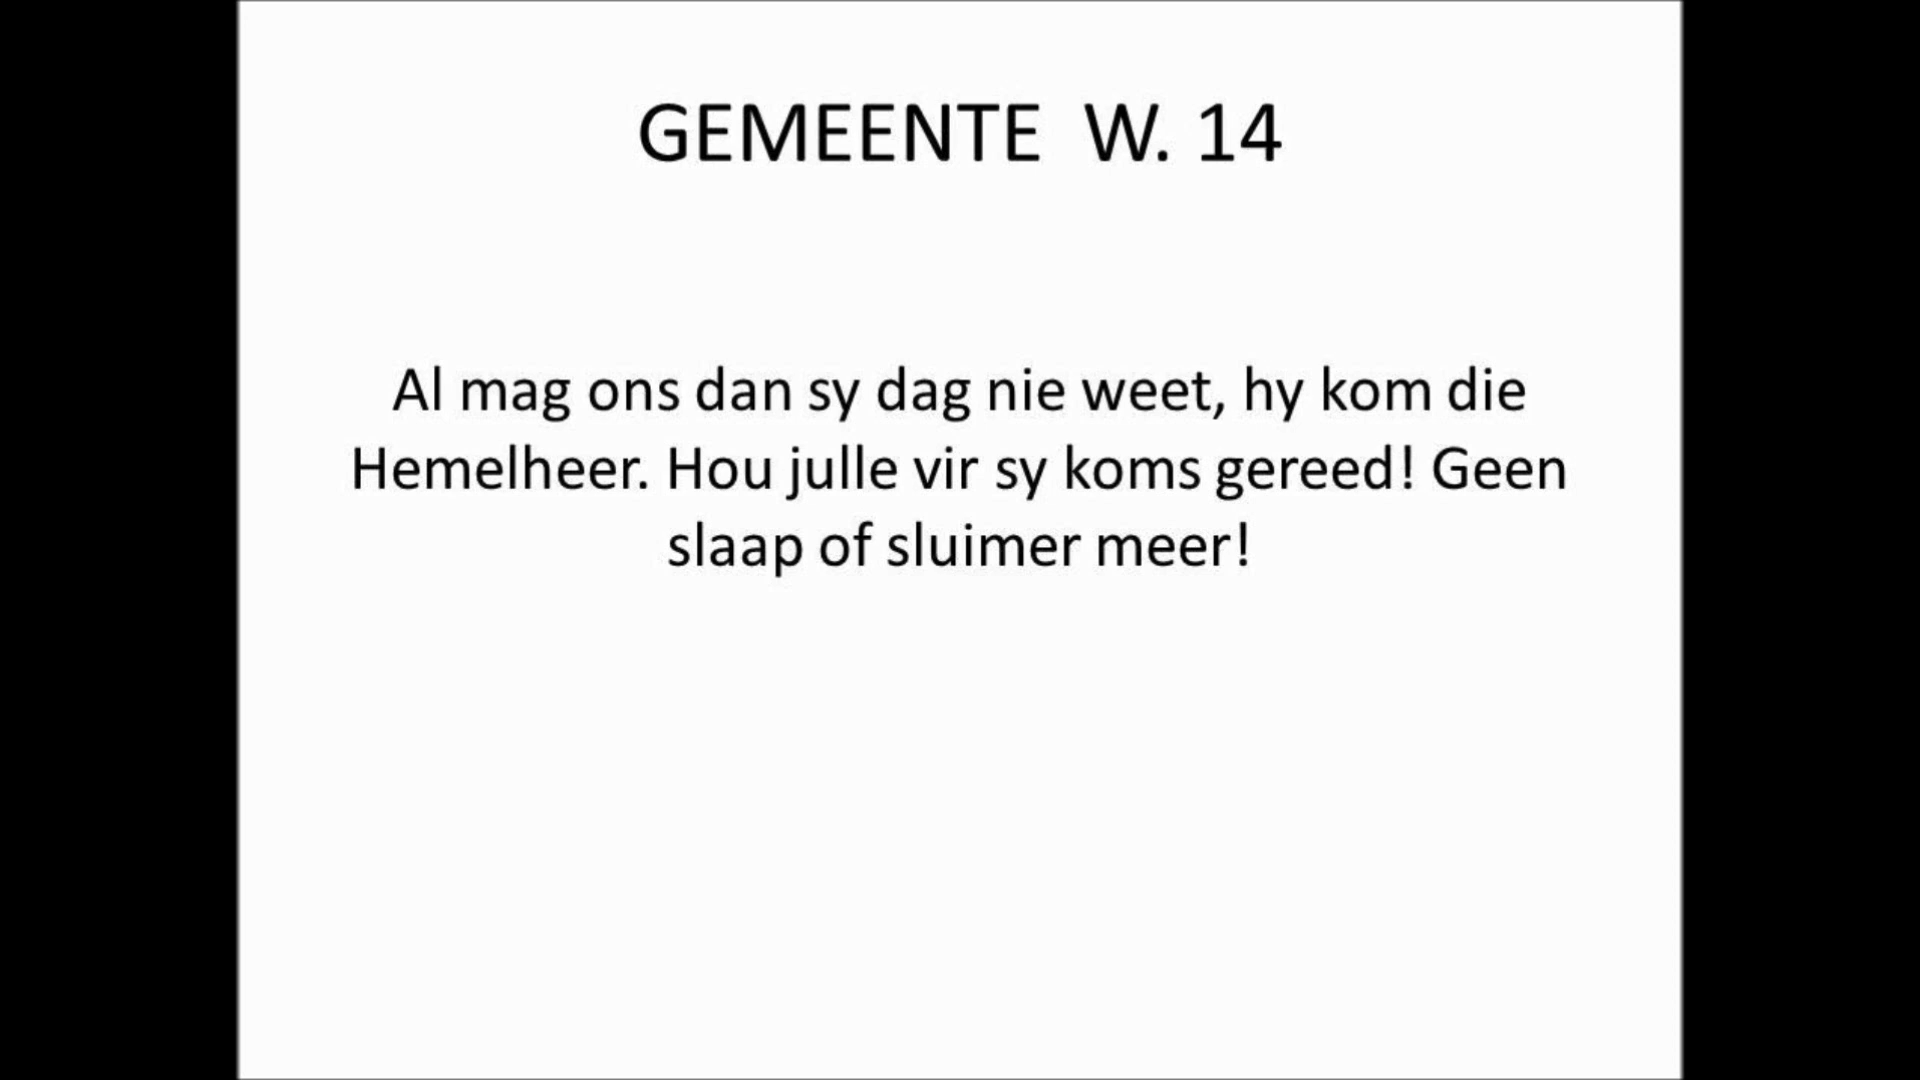 GEMEENTE  W. 14
Al mag ons dan sy dag nie weet, hy kom die
Hemelheer. Hou julle vir sy koms gereed! Geen
slaap of sluimer meer!